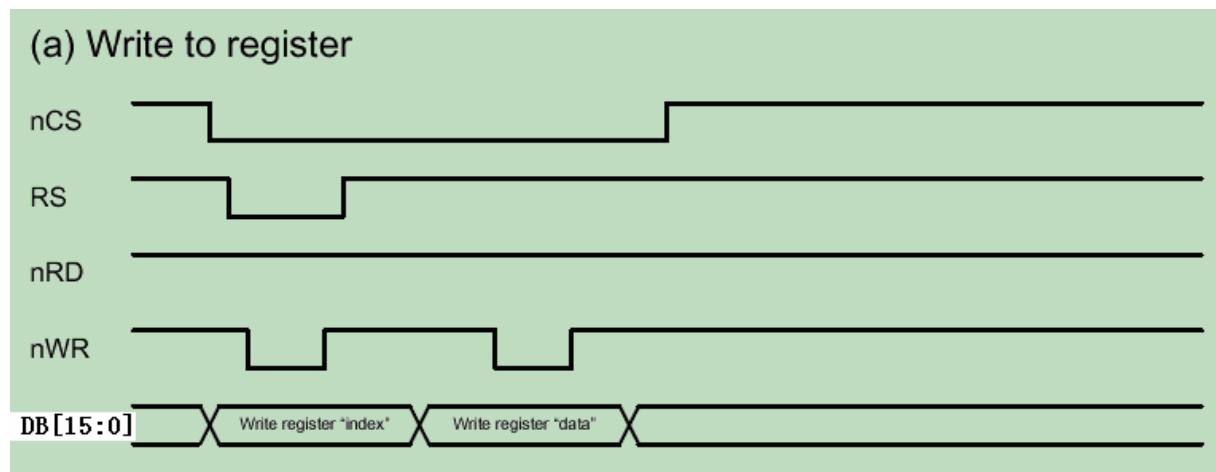 (a) Write to register
nCS
RS
nRD
nWR
DB[15:0]
Write register "index"
Write register "data"